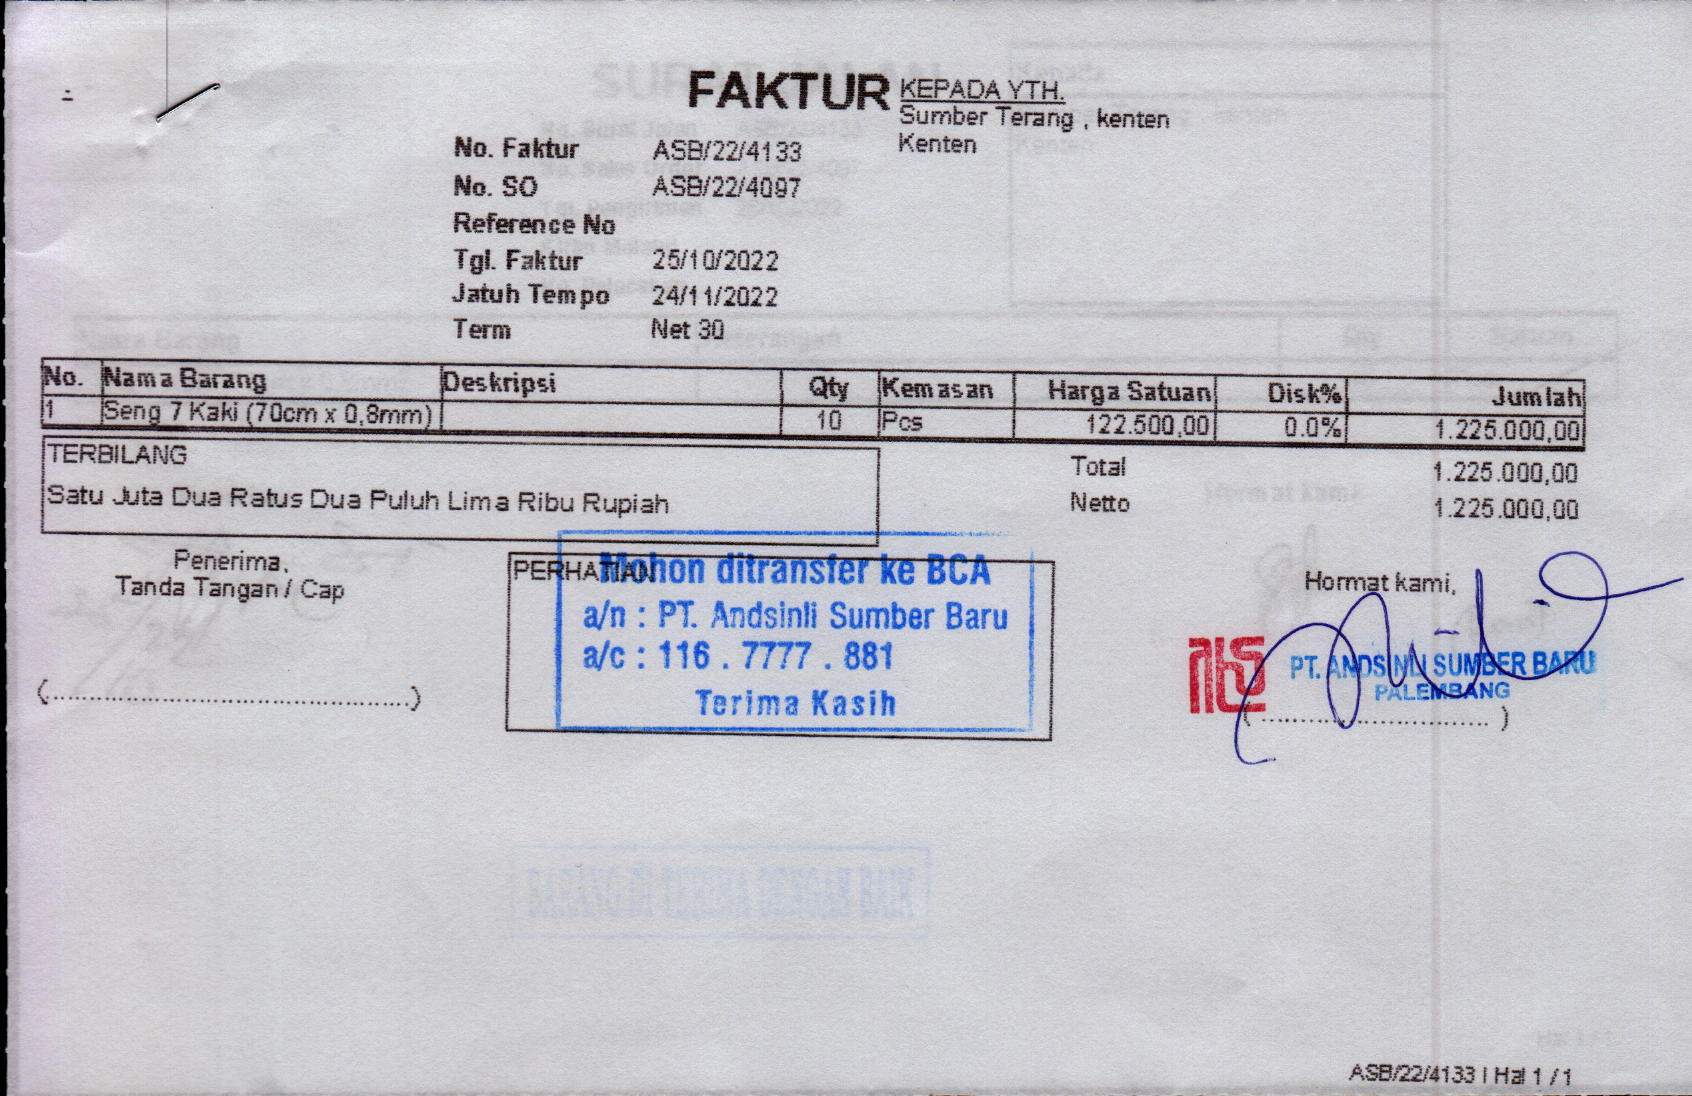 FAKTUR
KEPADA YTH.
Sumber Terang , kenten
Kenten
No. Faktur ASB/22/4133
No. SO ASB/22/4097
Reference No
Tgl. Faktur 25/10/2022
Jatuh Tempo 24/11/2022
Term Net 30
No. Nama Barang Deskripsi Qty Kemasan Harga Satuan Disk% Jumlah
1 Seng 7 Kaki (70cm x 0,8mm) 10 Pcs 122.500,00 0.0% 1.225.000,00
TERBILANG
Satu Juta Dua Ratus Dua Puluh Lima Ribu Rupiah
Total 1.225.000,00
Netto 1.225.000,00
Penerima,
Tanda Tangan / Cap
(....................................................)
PERHATIAN
Mohon ditransfer ke BCA
a/n : PT. Andsinli Sumber Baru
a/c : 116 . 7777 . 881
Terima Kasih
Hormat kami,
PT. ANDSINLI SUMBER BARU
PALEMBANG
(................................)
BARANG DI TERIMA DENGAN BAIK
ASB/22/4133 | Hal 1 / 1